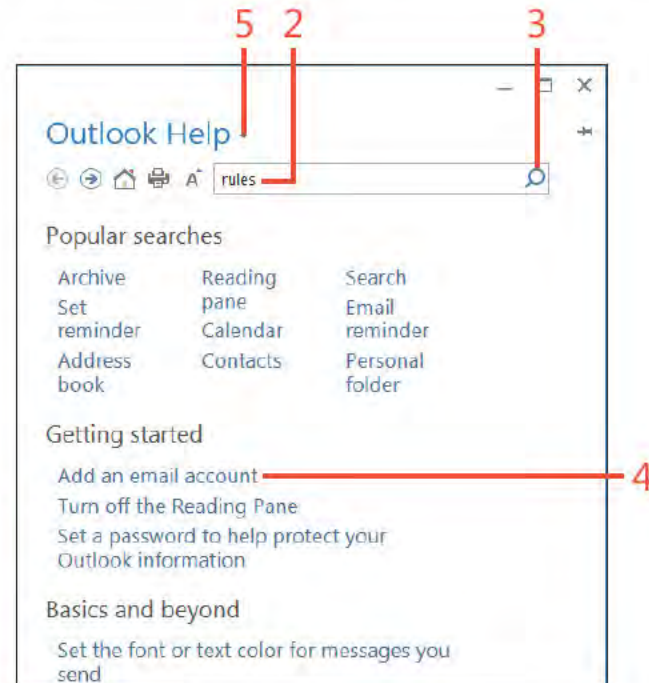 5 2 3
Outlook Help
A
rules
Popular searches
Archive
Set
reminder
Address
book
Reading
pane
Calendar
Contacts
Search
Email
reminder
Personal
folder
Getting started
Add an email account
4
Turn off the Reading Pane
Set a password to help protect your
Outlook information
Basics and beyond
Set the font or text color for messages you
send